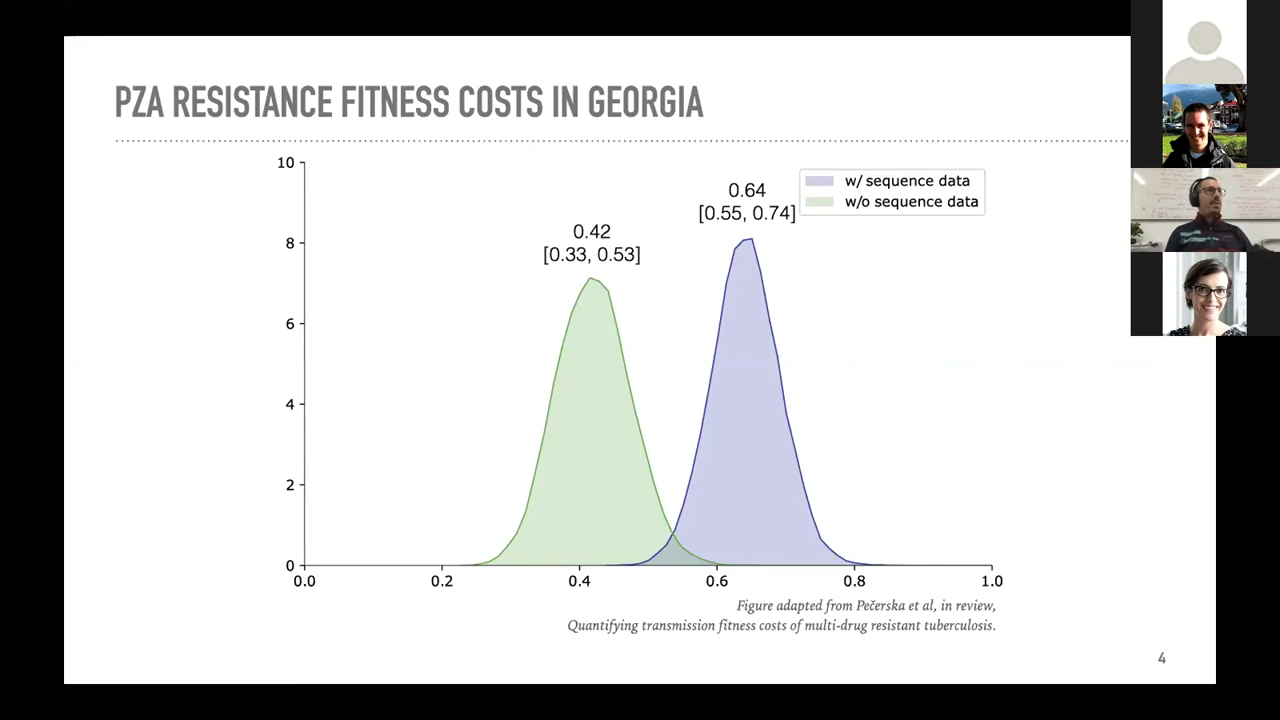 PZA RESISTANCE FITNESS COSTS IN GEORGIA
10
8
6
4
2
0
0.42
[0.33, 0.53]
0.64
[0.55, 0.74]
w/ sequence data
w/o sequence data
0.0 0.2 0.4 0.6 0.8 1.0
Figure adapted from Pečerska et al, in review,
Quantifying transmission fitness costs of multi-drug resistant tuberculosis.
4